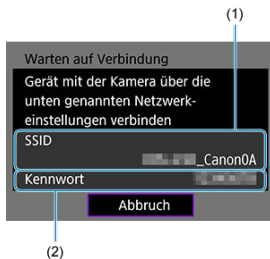 (1)
Warten auf Verbindung
Gerät mit der Kamera über die
unten genannten Netzwerk-
einstellungen verbinden
SSID
_Canon0A
Kennwort
Abbruch
(2)